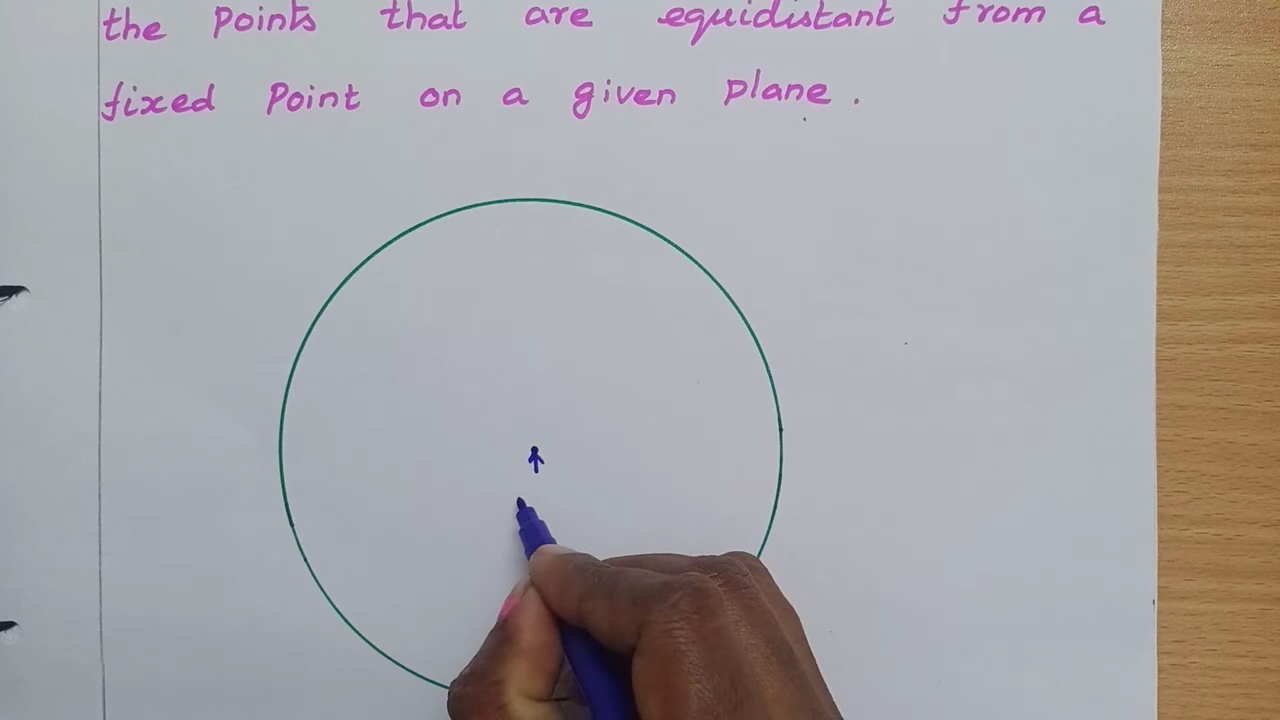 the points that are equidistant from a
fixed Point on a given plane.